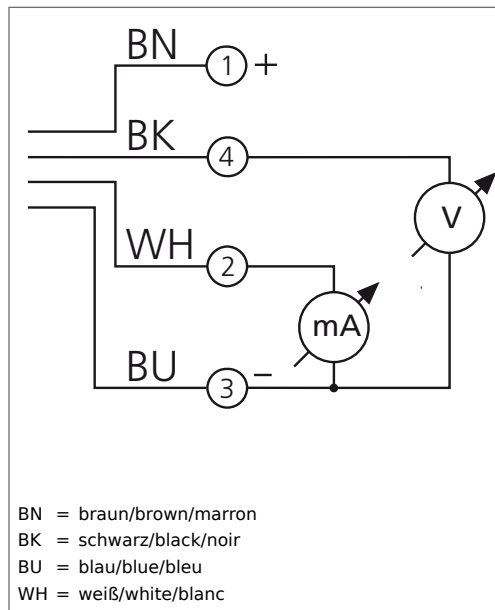 BN 1 +
BK 4
V
WH 2
mA
BU 3 –
BN = braun/brown/marron
BK = schwarz/black/noir
BU = blau/blue/bleu
WH = weiß/white/blanc